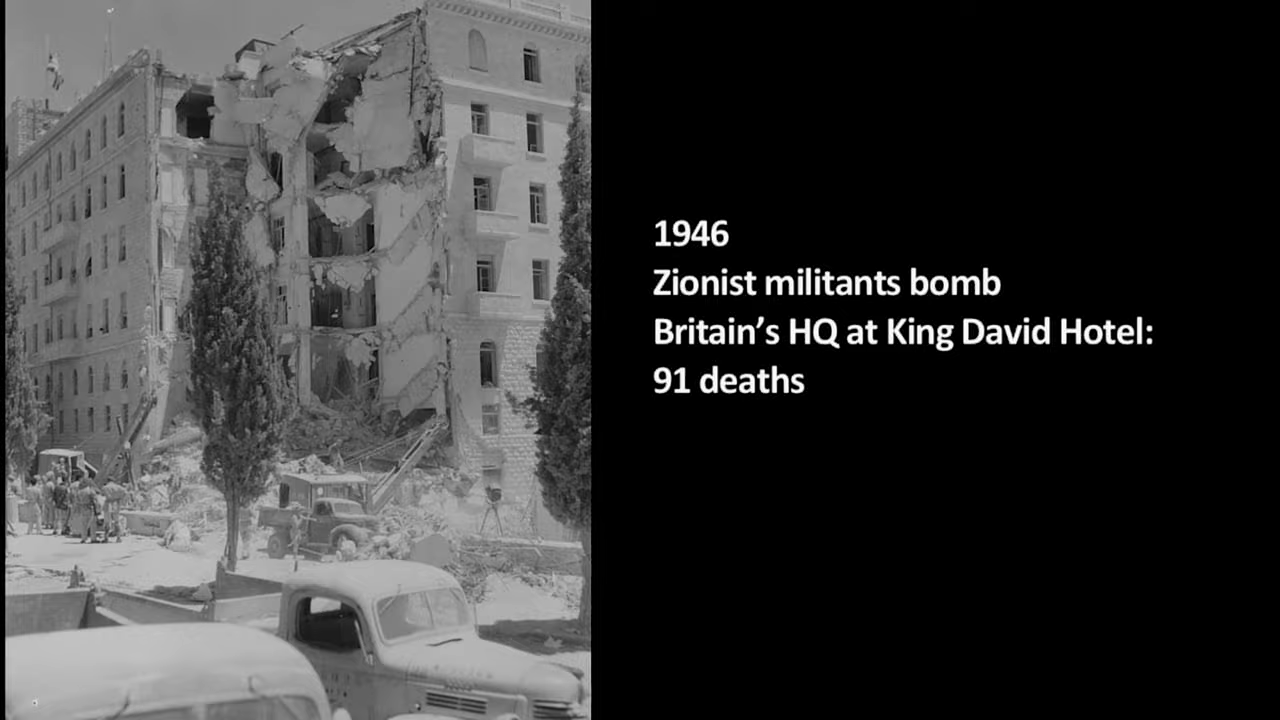 1946
Zionist militants bomb
Britain’s HQ at King David Hotel:
91 deaths